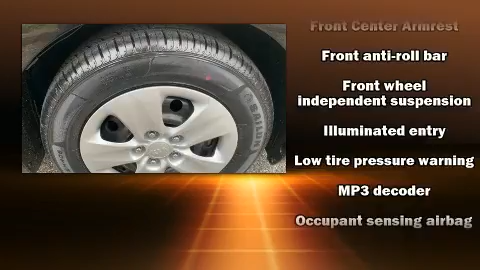 Front Center Armrest
Front anti-roll bar
Front wheel
independent suspension
Illuminated entry
Low tire pressure warning
MP3 decoder
Occupant sensing airbag
SAILUN